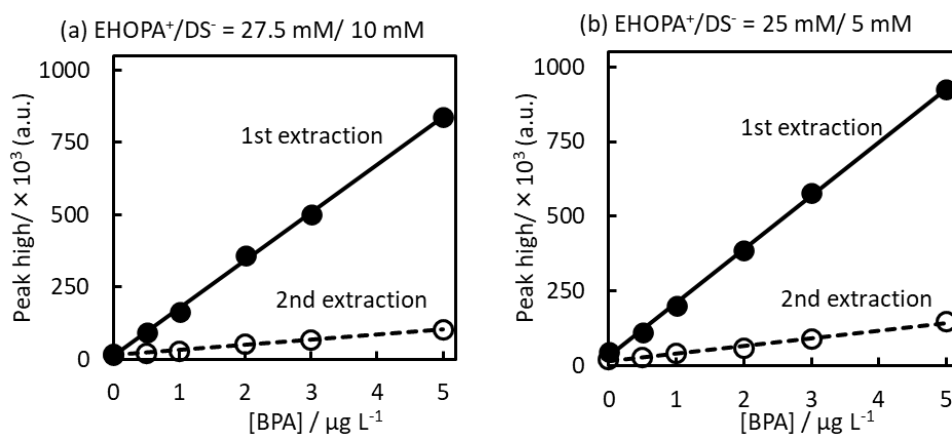 (a) EHOPA⁺/DS⁻ = 27.5 mM/ 10 mM
Peak high/ × 10³ (a.u.)
1000
750
500
250
0
1st extraction
2nd extraction
0 1 2 3 4 5
[BPA] / µg L⁻¹
(b) EHOPA⁺/DS⁻ = 25 mM/ 5 mM
Peak high/ × 10³ (a.u.)
1000
750
500
250
0
1st extraction
2nd extraction
0 1 2 3 4 5
[BPA] / µg L⁻¹